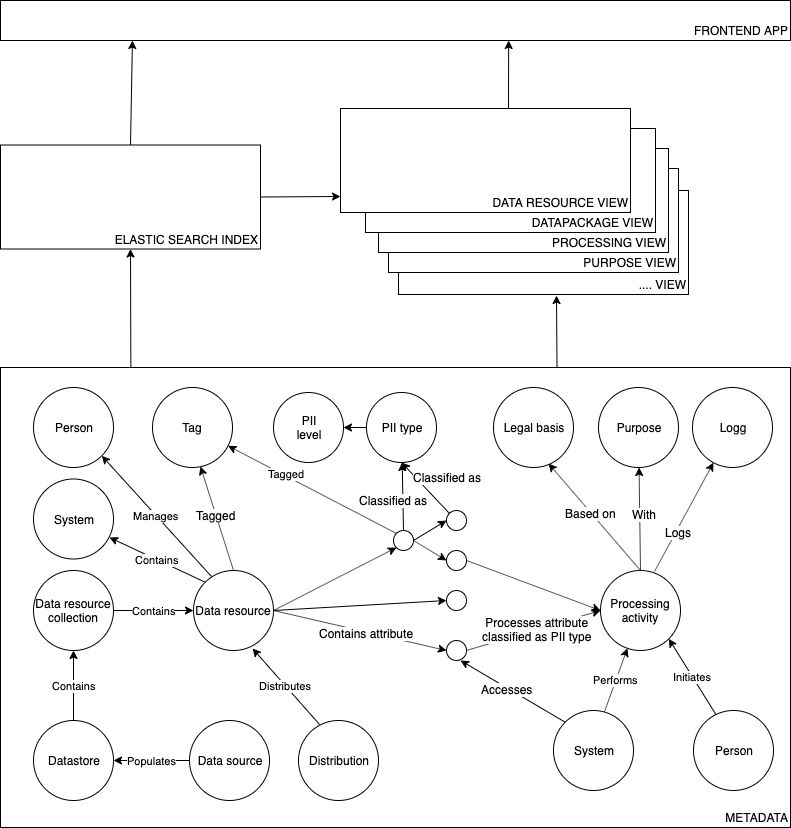 FRONTEND APP
DATA RESOURCE VIEW
DATAPACKAGE VIEW
ELASTIC SEARCH INDEX
PROCESSING VIEW
PURPOSE VIEW
.... VIEW
Person
Tag
PII
level
PII type
Legal basis
Purpose
Logg
Tagged
Classified as
Classified as
Manages
Tagged
Based on
With
System
Logs
Contains
Data resource
collection
Contains
Data resource
Processing
activity
Contains attribute
Processes attribute
classified as PII type
Contains
Distributes
Accesses
Performs
Initiates
Datastore
Populates
Data source
Distribution
System
Person
METADATA